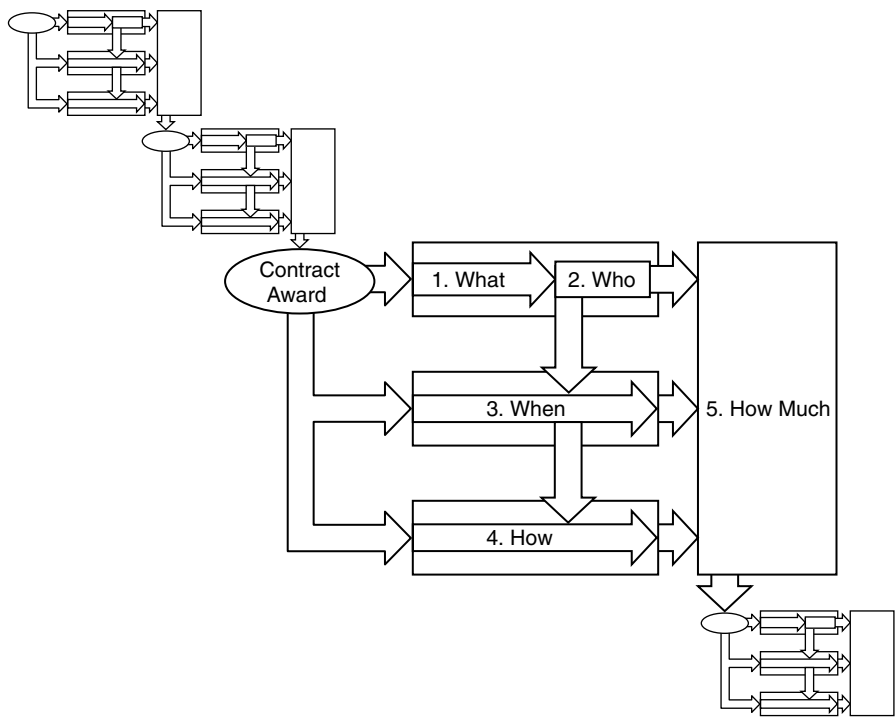 Contract
Award
1. What
2. Who
3. When
5. How Much
4. How